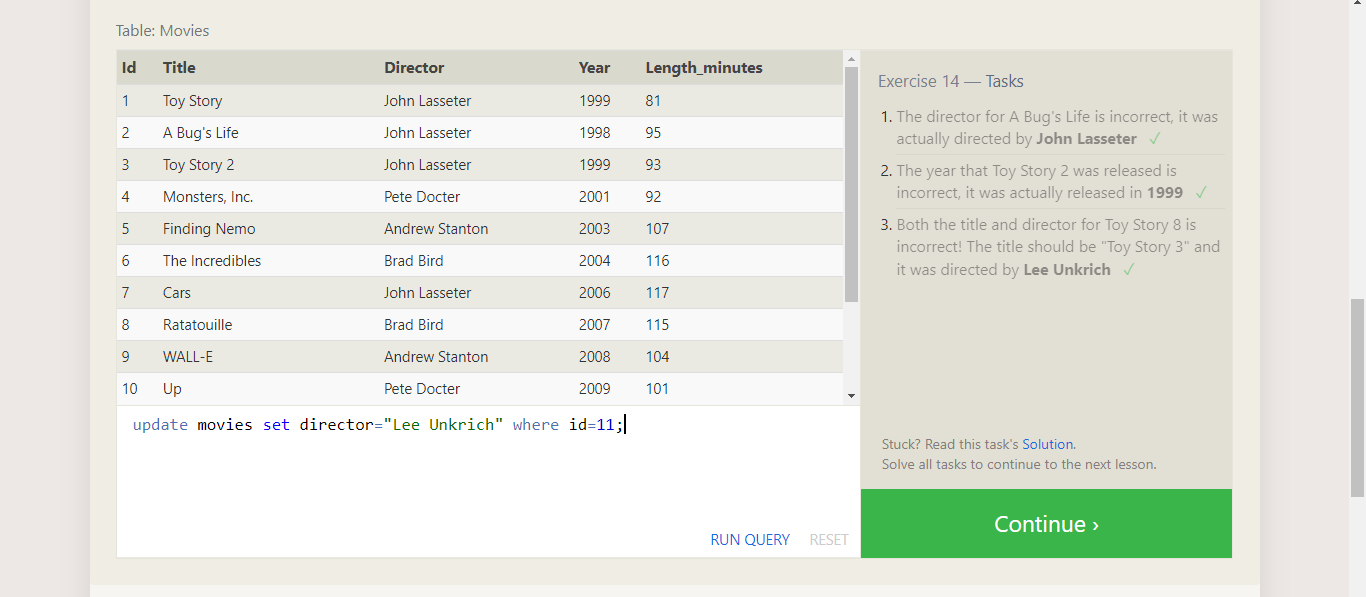 Table: Movies
Id Title Director Year Length_minutes
1 Toy Story John Lasseter 1999 81
2 A Bug's Life John Lasseter 1998 95
3 Toy Story 2 John Lasseter 1999 93
4 Monsters, Inc. Pete Docter 2001 92
5 Finding Nemo Andrew Stanton 2003 107
6 The Incredibles Brad Bird 2004 116
7 Cars John Lasseter 2006 117
8 Ratatouille Brad Bird 2007 115
9 WALL-E Andrew Stanton 2008 104
10 Up Pete Docter 2009 101
update movies set director="Lee Unkrich" where id=11;
RUN QUERY RESET
Exercise 14 — Tasks
1. The director for A Bug's Life is incorrect, it was
actually directed by John Lasseter ✓
2. The year that Toy Story 2 was released is
incorrect, it was actually released in 1999 ✓
3. Both the title and director for Toy Story 8 is
incorrect! The title should be "Toy Story 3" and
it was directed by Lee Unkrich ✓
Stuck? Read this task's Solution.
Solve all tasks to continue to the next lesson.
Continue ›